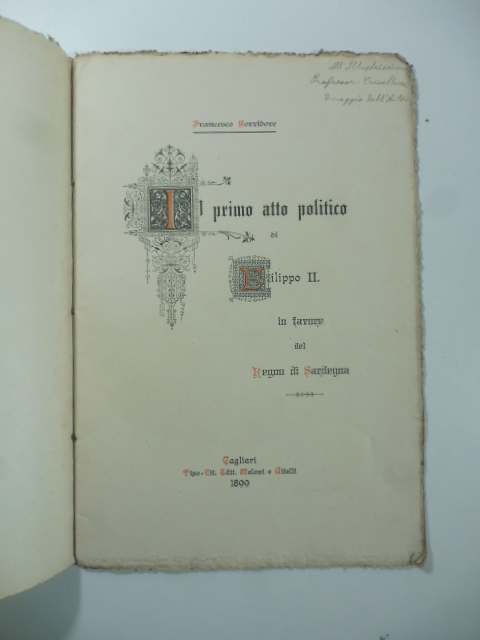 All'Illustrissimo
Professor
omaggio dell'
Francesco Corridore
Il primo atto politico
di
Filippo II.
in favore
del
Regno di Sardegna
Cagliari
Tipo-Lit. Edit. Meloni e Aitelli
1899